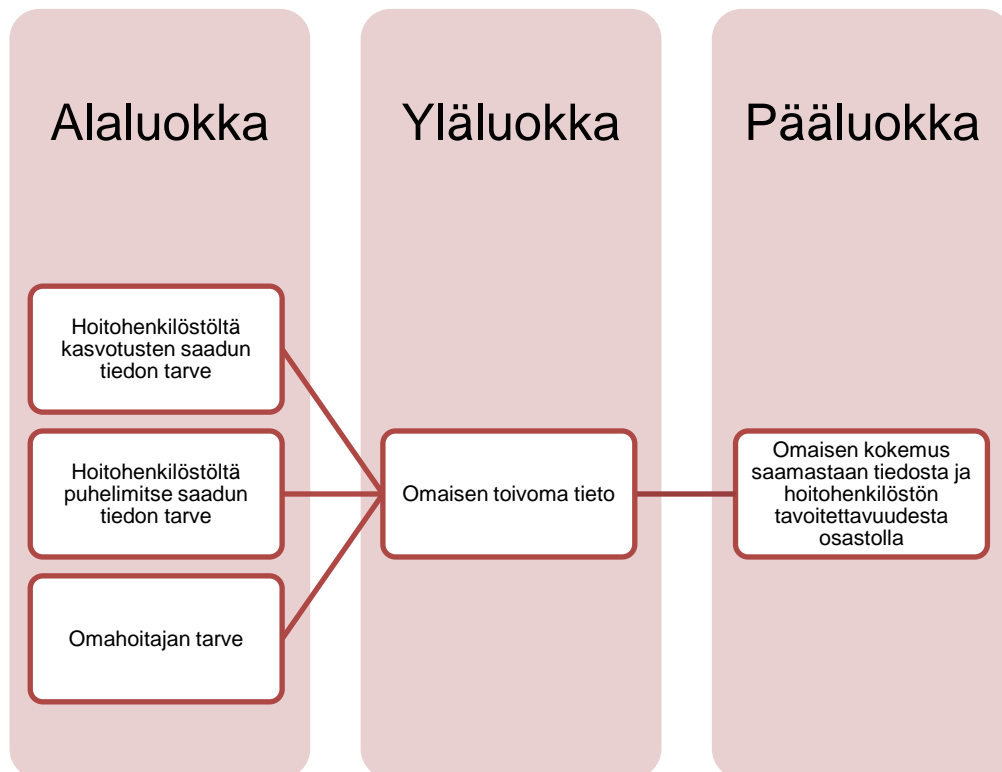 Alaluokka
Yläluokka
Pääluokka
Hoitohenkilöstöltä
kasvotusten saadun
tiedon tarve
Hoitohenkilöstöltä
puhelimitse saadun
tiedon tarve
Omahoitajan tarve
Omaisen toivoma tieto
Omaisen kokemus
saamastaan tiedosta ja
hoitohenkilöstön
tavoitettavuudesta
osastolla